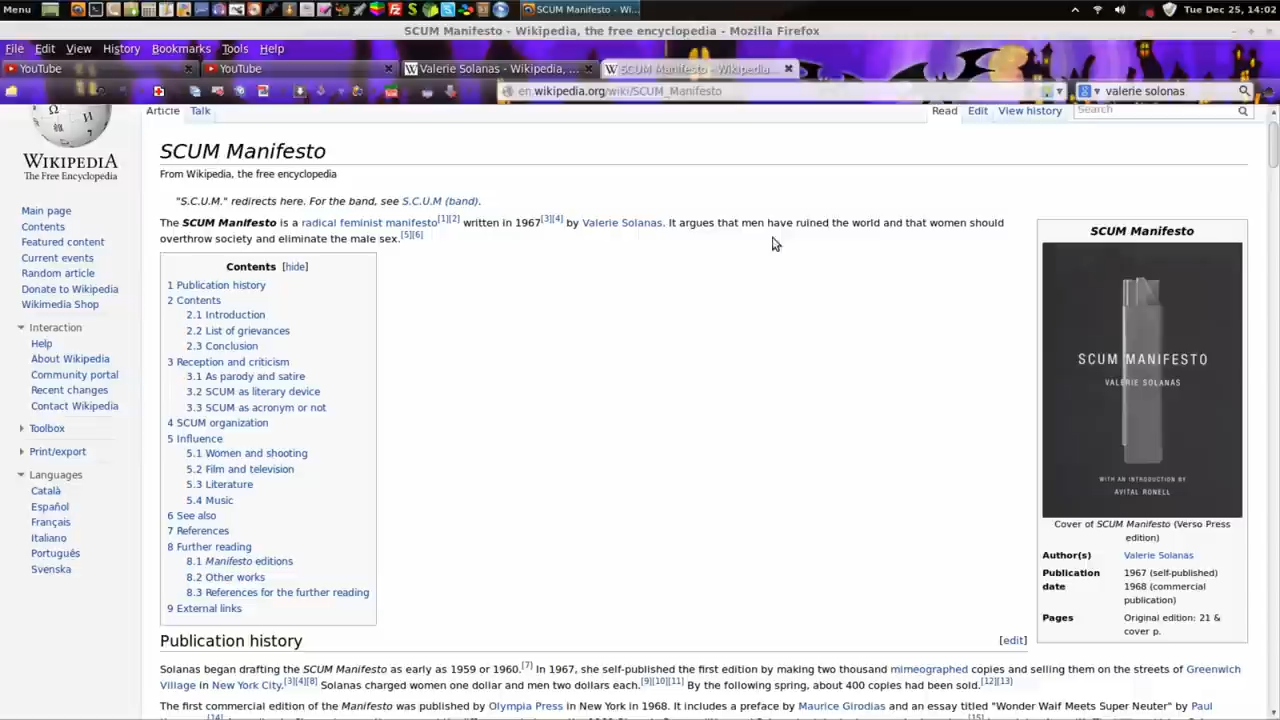 Menu
SCUM Manifesto - Wi...
Tue Dec 25, 14:02
SCUM Manifesto - Wikipedia, the free encyclopedia - Mozilla Firefox
File Edit View History Bookmarks Tools Help
YouTube
YouTube
Valerie Solanas - Wikipedia, ...
SCUM Manifesto - Wikipedia...
en.wikipedia.org/wiki/SCUM_Manifesto
valerie solonas
Article Talk
Read Edit View history
Search
WIKIPEDIA
The Free Encyclopedia
Main page
Contents
Featured content
Current events
Random article
Donate to Wikipedia
Wikimedia Shop
Interaction
Help
About Wikipedia
Community portal
Recent changes
Contact Wikipedia
Toolbox
Print/export
Languages
Català
Español
Français
Italiano
Português
Svenska
SCUM Manifesto
From Wikipedia, the free encyclopedia
"S.C.U.M." redirects here. For the band, see S.C.U.M (band).
The SCUM Manifesto is a radical feminist manifesto[1][2] written in 1967[3][4] by Valerie Solanas. It argues that men have ruined the world and that women should
overthrow society and eliminate the male sex.[5][6]
Contents [hide]
1 Publication history
2 Contents
2.1 Introduction
2.2 List of grievances
2.3 Conclusion
3 Reception and criticism
3.1 As parody and satire
3.2 SCUM as literary device
3.3 SCUM as acronym or not
4 SCUM organization
5 Influence
5.1 Women and shooting
5.2 Film and television
5.3 Literature
5.4 Music
6 See also
7 References
8 Further reading
8.1 Manifesto editions
8.2 Other works
8.3 References for the further reading
9 External links
SCUM Manifesto
SCUM MANIFESTO
VALERIE SOLANAS
WITH AN INTRODUCTION BY
AVITAL RONELL
Cover of SCUM Manifesto (Verso Press
edition)
Author(s) Valerie Solanas
Publication 1967 (self-published)
date 1968 (commercial
publication)
Pages Original edition: 21 &
cover p.
Publication history [edit]
Solanas began drafting the SCUM Manifesto as early as 1959 or 1960.[7] In 1967, she self-published the first edition by making two thousand mimeographed copies and selling them on the streets of Greenwich
Village in New York City.[3][4][8] Solanas charged women one dollar and men two dollars each.[9][10][11] By the following spring, about 400 copies had been sold.[12][13]
The first commercial edition of the Manifesto was published by Olympia Press in New York in 1968. It includes a preface by Maurice Girodias and an essay titled "Wonder Waif Meets Super Neuter" by Paul